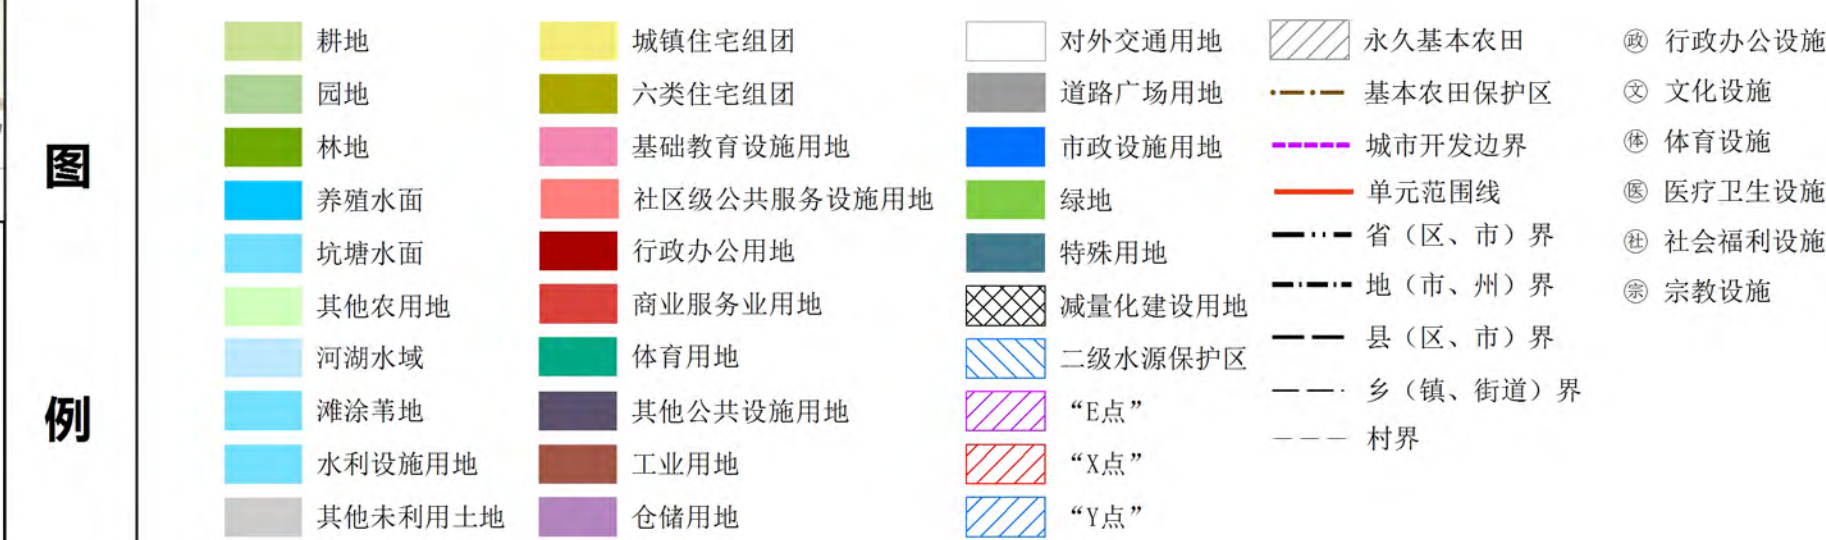 图例
耕地
园地
林地
养殖水面
坑塘水面
其他农用地
河湖水域
滩涂苇地
水利设施用地
其他未利用土地
城镇住宅组团
六类住宅组团
基础教育设施用地
社区级公共服务设施用地
行政办公用地
商业服务业用地
体育用地
其他公共设施用地
工业用地
仓储用地
对外交通用地
道路广场用地
市政设施用地
绿地
特殊用地
减量化建设用地
二级水源保护区
“E点”
“X点”
“Y点”
永久基本农田
基本农田保护区
城市开发边界
单元范围线
省（区、市）界
地（市、州）界
县（区、市）界
乡（镇、街道）界
村界
政 行政办公设施
文 文化设施
体 体育设施
医 医疗卫生设施
社 社会福利设施
宗 宗教设施